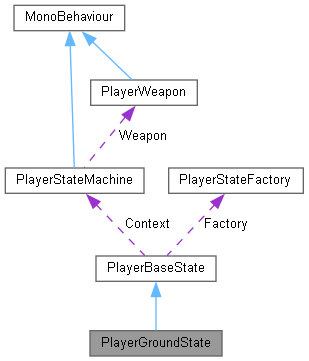 MonoBehaviour
PlayerWeapon
Weapon
PlayerStateMachine
PlayerStateFactory
Context
Factory
PlayerBaseState
PlayerGroundState